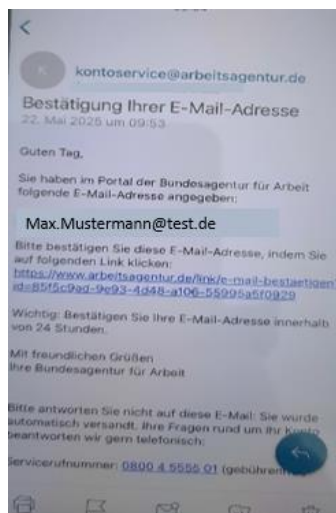 K
kontoservice@arbeitsagentur.de
Bestätigung Ihrer E-Mail-Adresse
22. Mai 2025 um 09:53
Guten Tag,
Sie haben im Portal der Bundesagentur für Arbeit
folgende E-Mail-Adresse angegeben:
Max.Mustermann@test.de
Bitte bestätigen Sie diese E-Mail-Adresse, indem Sie
auf folgenden Link klicken:
https://www.arbeitsagentur.de/link/e-mail-bestaetigen?
id=85f5c9ad-9e93-4d48-a106-55995a5f0929
Wichtig: Bestätigen Sie Ihre E-Mail-Adresse innerhalb
von 24 Stunden.
Mit freundlichen Grüßen
Ihre Bundesagentur für Arbeit
Bitte antworten Sie nicht auf diese E-Mail: Sie wurde
automatisch versandt. Ihre Fragen rund um Ihr Konto
beantworten wir gern telefonisch:
Servicerufnummer: 0800 4 5555 01